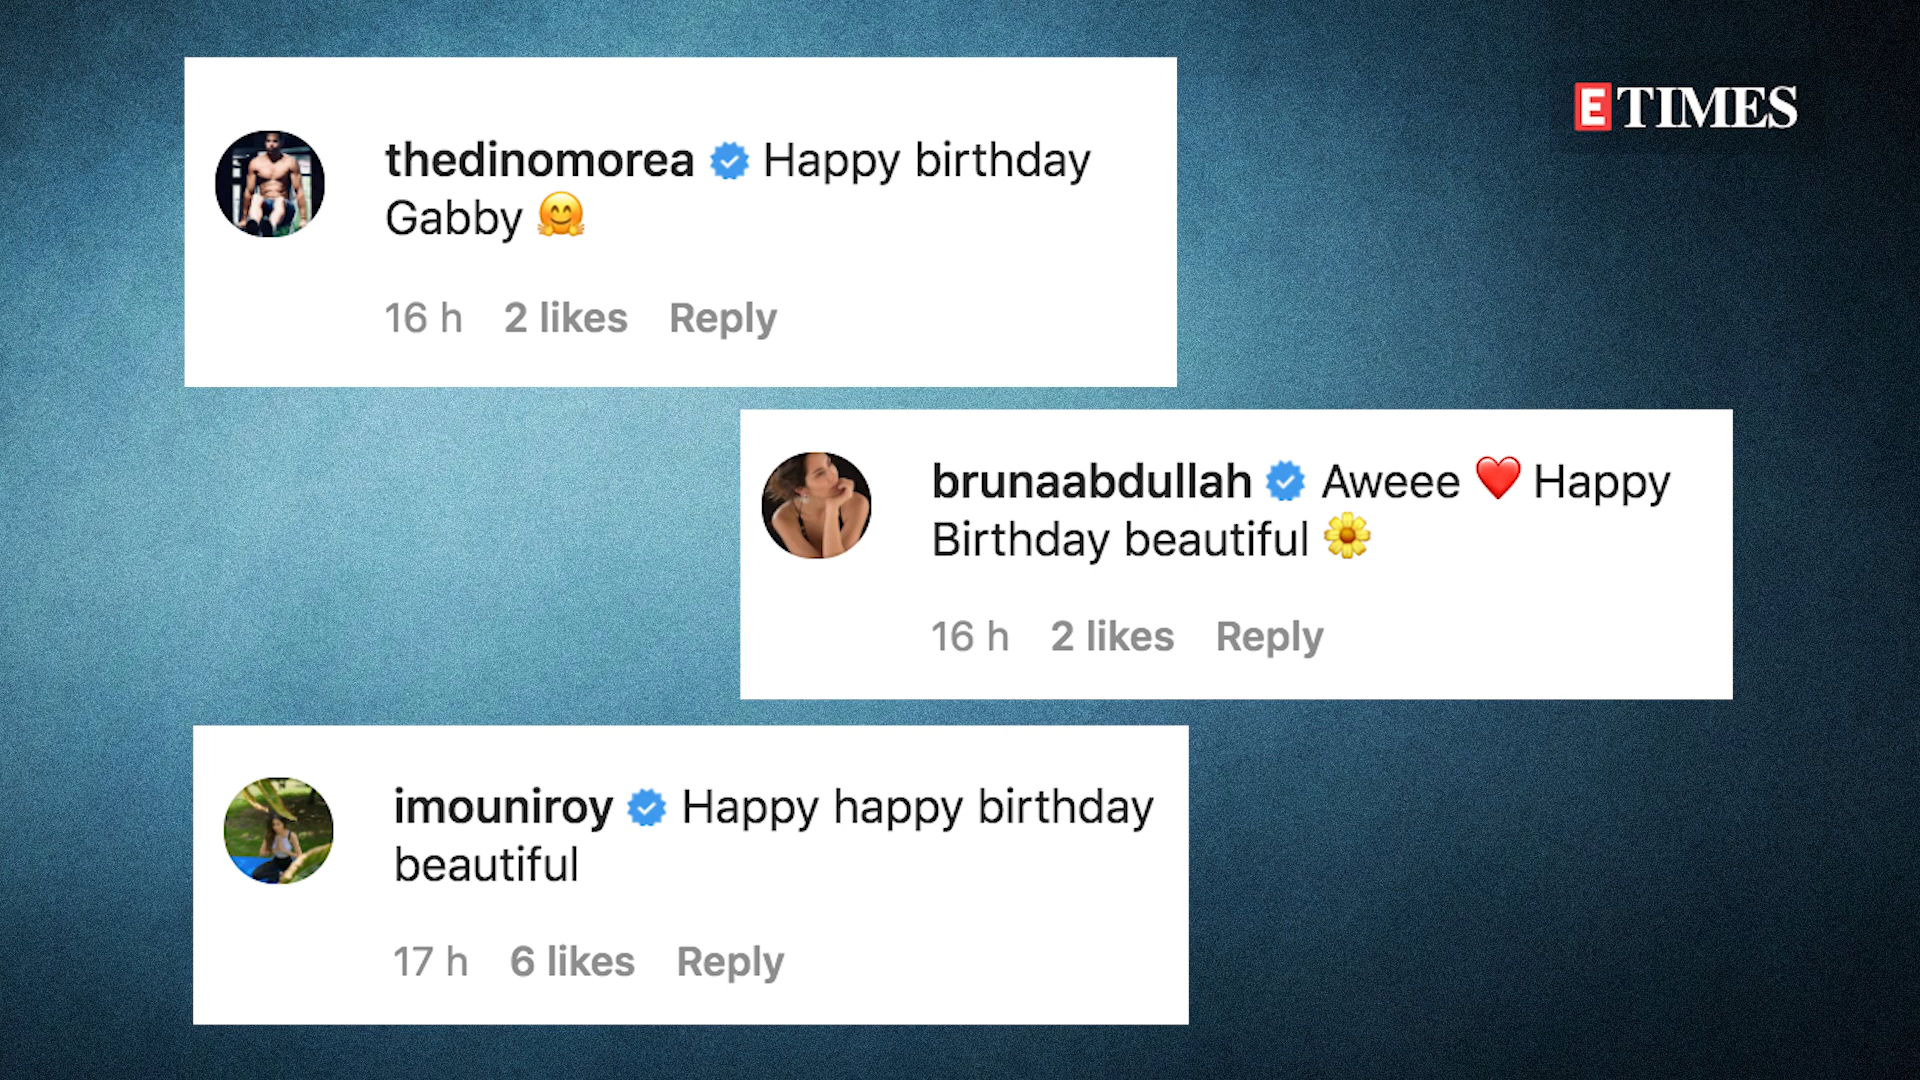 ETIMES
thedinomorea Happy birthday
Gabby 🤗
16 h 2 likes Reply
brunaabdullah Aweee ❤️ Happy
Birthday beautiful 🌼
16 h 2 likes Reply
imouniroy Happy happy birthday
beautiful
17 h 6 likes Reply